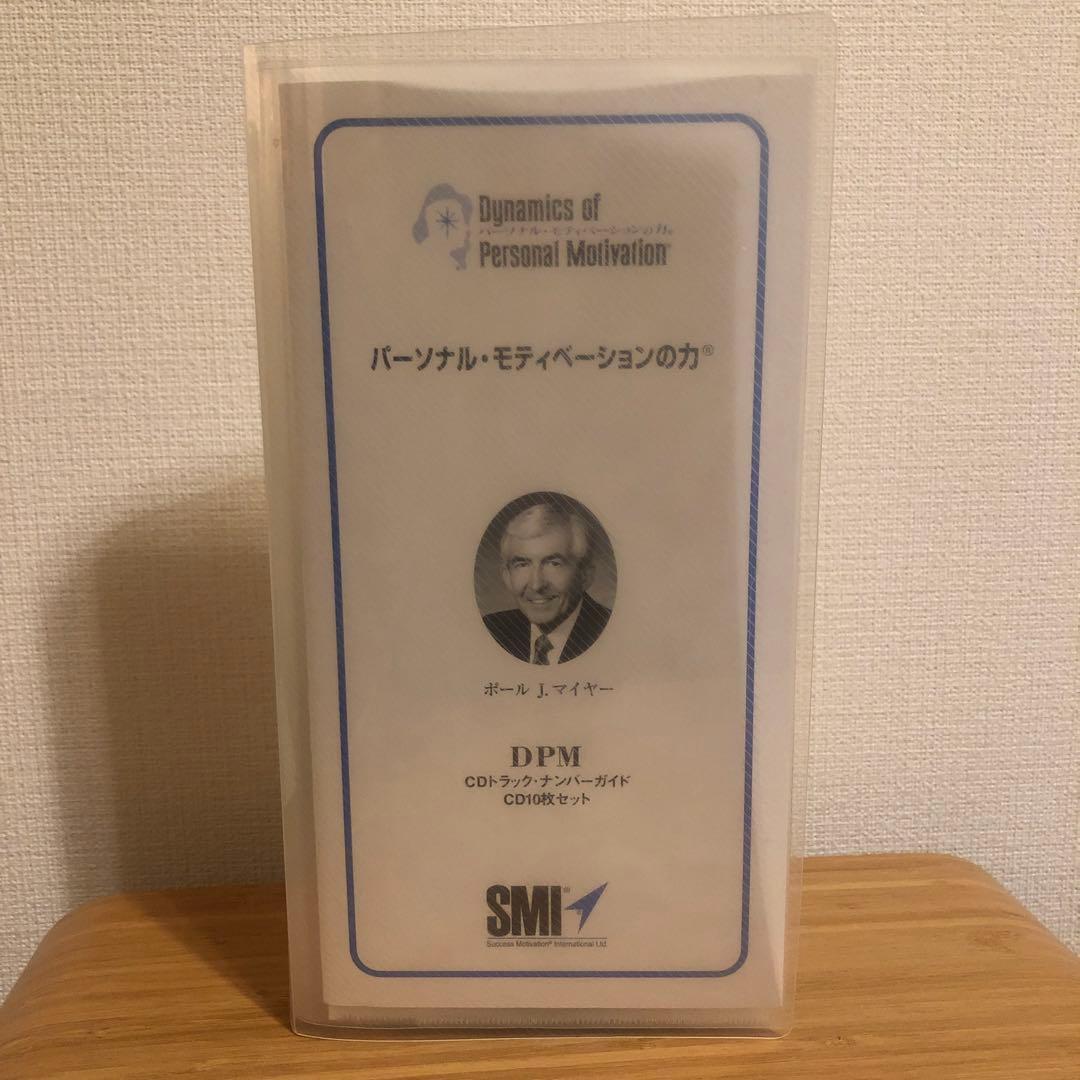 Dynamics of
パーソナル・モティベーションの力®
Personal Motivation™
パーソナル・モティベーションの力®
ポール J. マイヤー
DPM
CDトラック・ナンバーガイド
CD10枚セット
SMI®
Success Motivation® International Ltd.